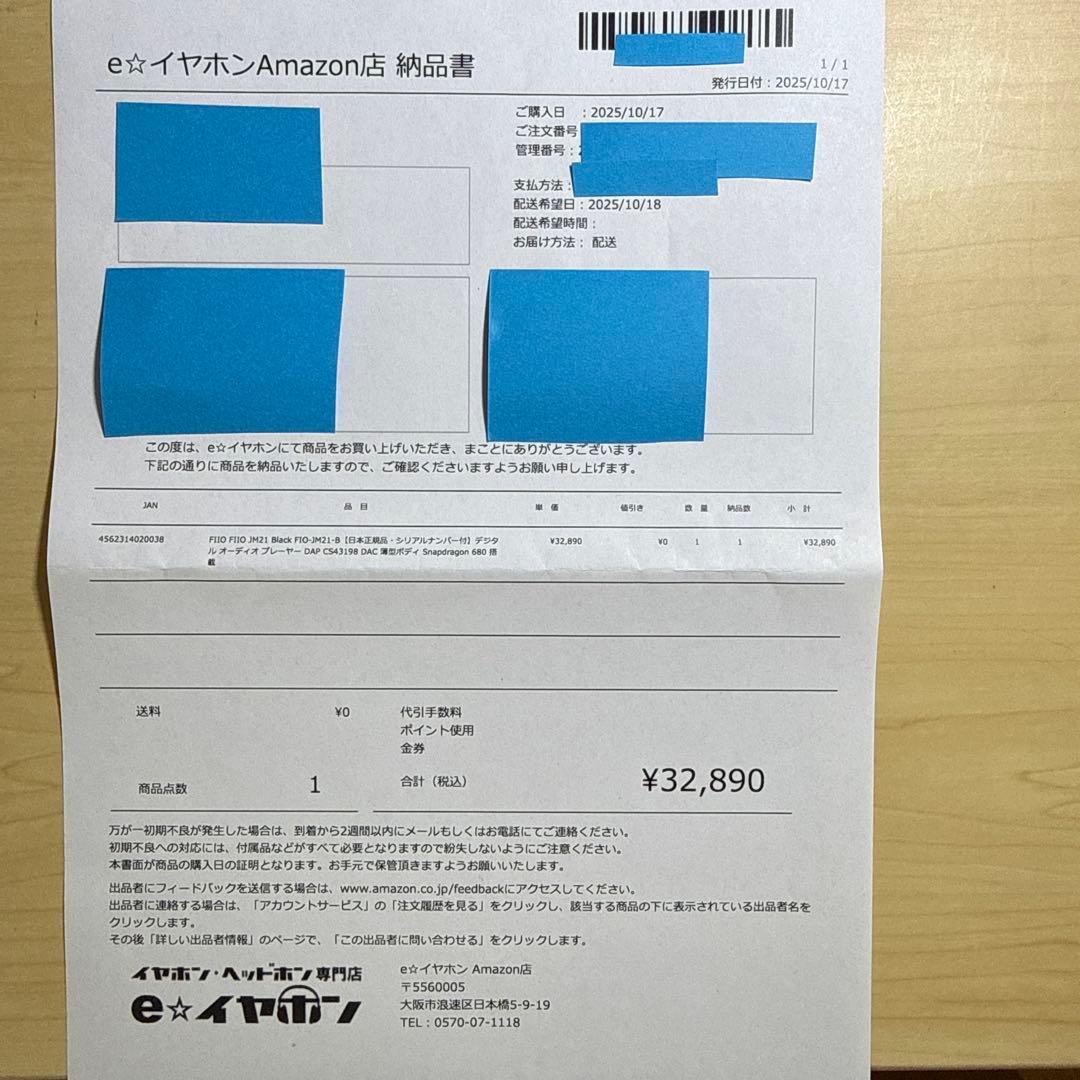 e☆イヤホンAmazon店 納品書
1 / 1
発行日付：2025/10/17
ご購入日 ：2025/10/17
ご注文番号
管理番号：
支払方法：
配送希望日：2025/10/18
配送希望時間：
お届け方法： 配送
この度は、e☆イヤホンにて商品をお買い上げいただき、まことにありがとうございます。
下記の通りに商品を納品いたしますので、ご確認くださいますようお願い申し上げます。
JAN 品 目 単 価 値引き 数 量 納品数 小 計
4562314020038 FIIO FIIO JM21 Black FIO-JM21-B【日本正規品・シリアルナンバー付】デジタ ¥32,890 ¥0 1 1 ¥32,890
ル オーディオ プレーヤー DAP CS43198 DAC 薄型ボディ Snapdragon 680 搭
載
送料 ¥0 代引手数料
ポイント使用
金券
商品点数 1 合計（税込） ¥32,890
万が一初期不良が発生した場合は、到着から2週間以内にメールもしくはお電話にてご連絡ください。
初期不良への対応には、付属品などがすべて必要となりますので紛失しないようにご注意ください。
本書面が商品の購入日の証明となります。お手元で保管頂きますようお願いいたします。
出品者にフィードバックを送信する場合は、www.amazon.co.jp/feedbackにアクセスしてください。
出品者に連絡する場合は、「アカウントサービス」の「注文履歴を見る」をクリックし、該当する商品の下に表示されている出品者名を
クリックします。
その後「詳しい出品者情報」のページで、「この出品者に問い合わせる」をクリックします。
イヤホン・ヘッドホン専門店
e☆イヤホン
e☆イヤホン Amazon店
〒5560005
大阪市浪速区日本橋5-9-19
TEL：0570-07-1118